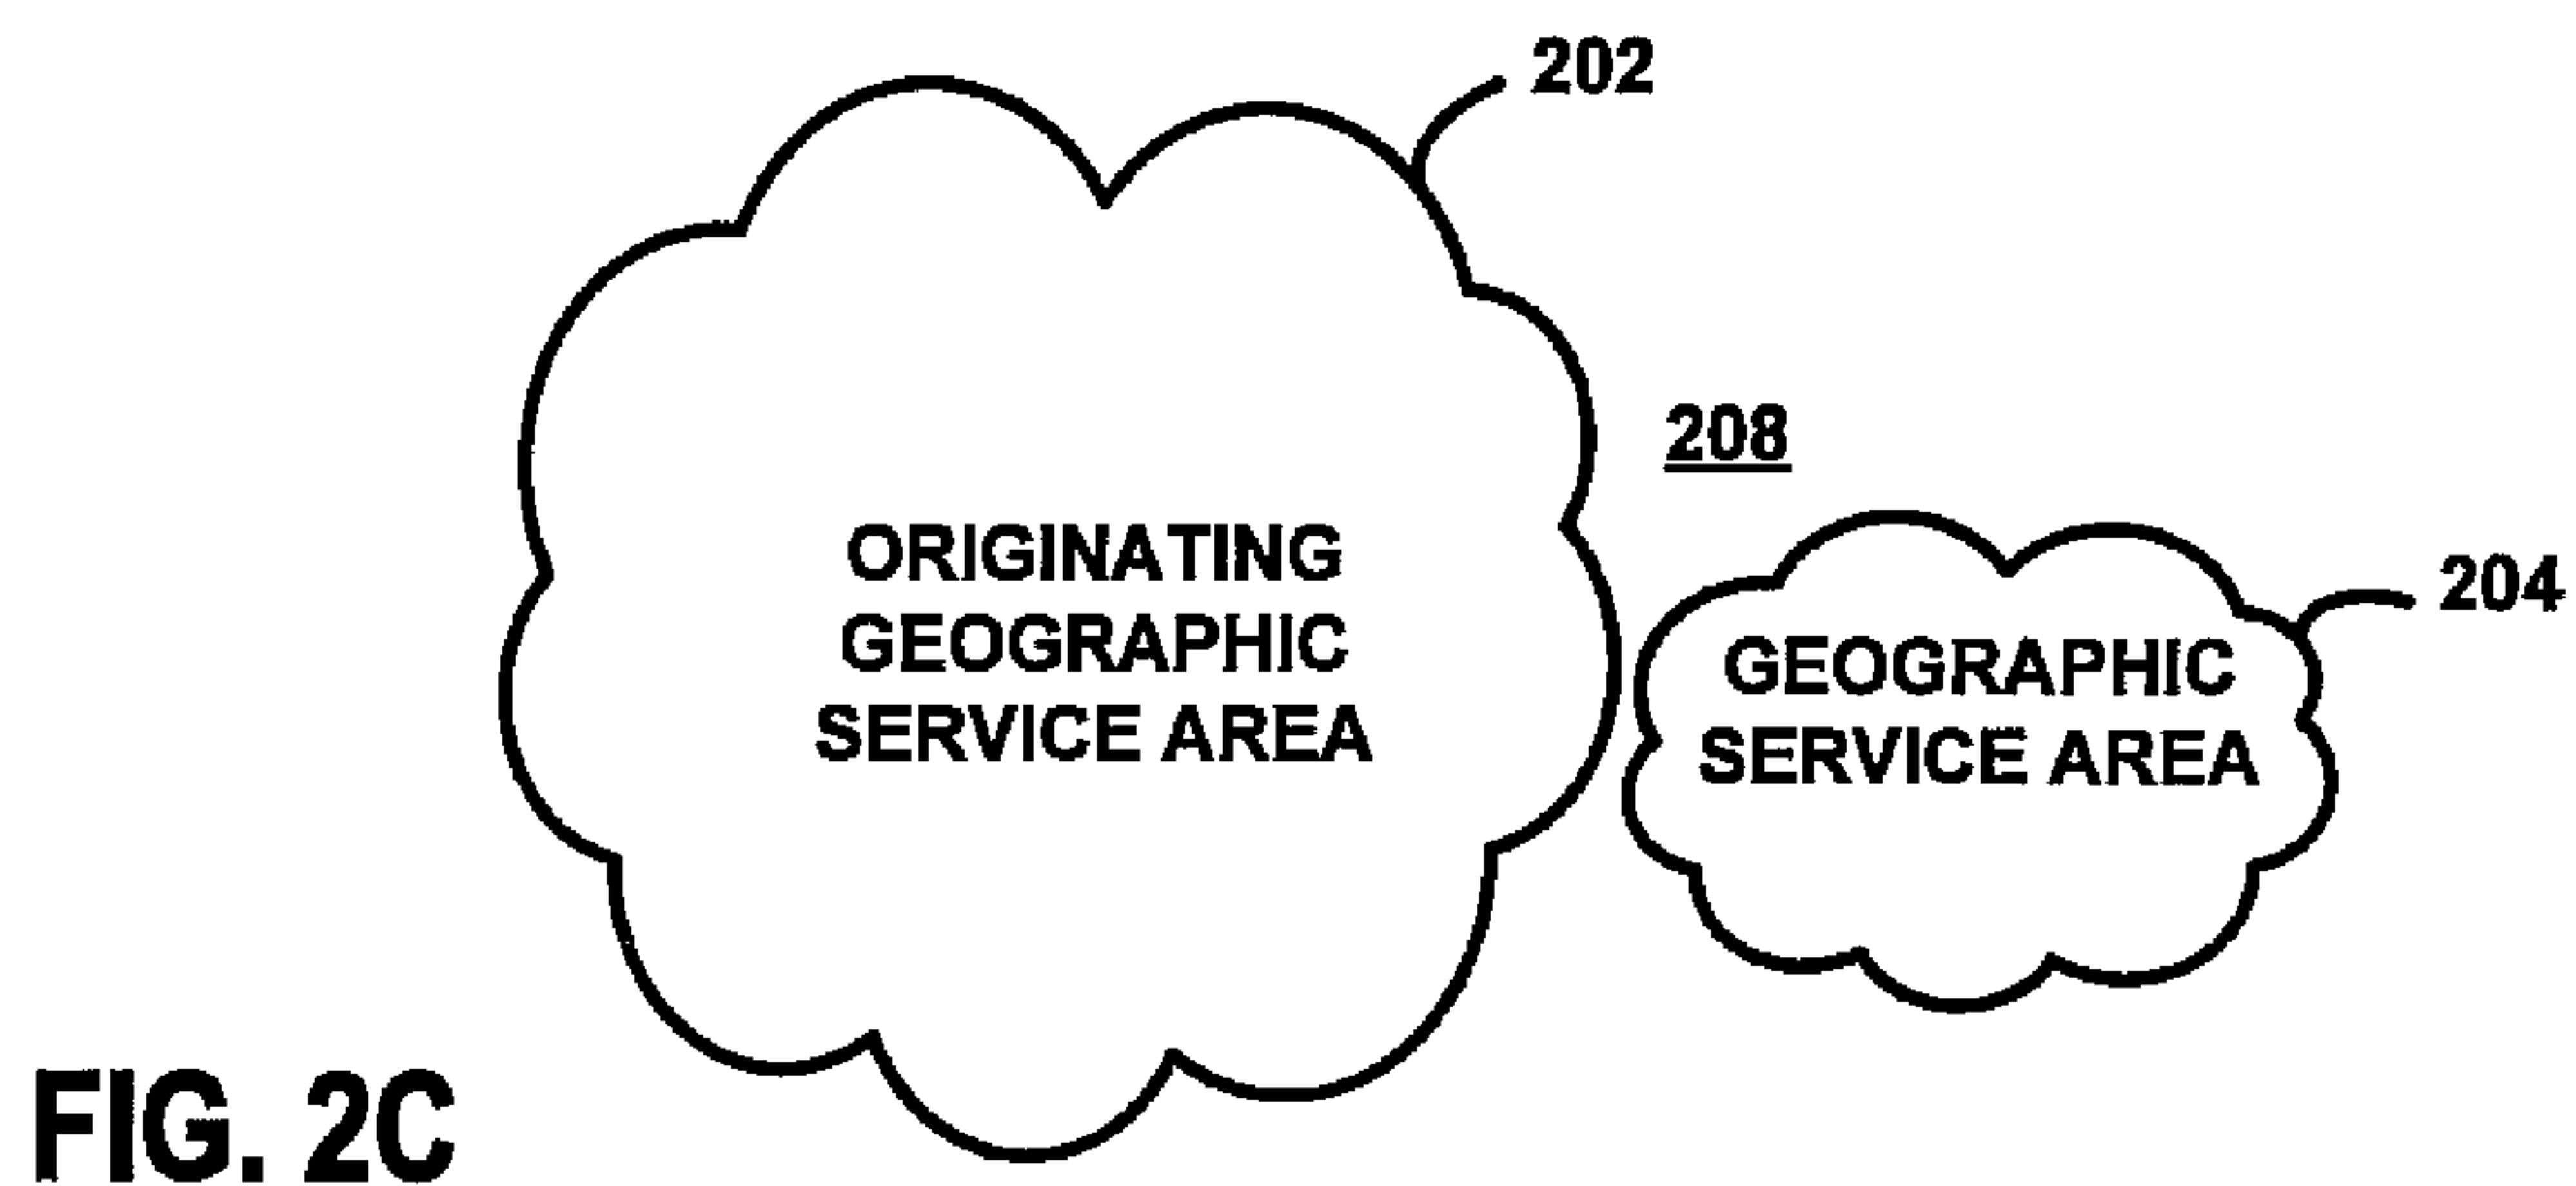 202
208
ORIGINATING
GEOGRAPHIC
SERVICE AREA
204
GEOGRAPHIC
SERVICE AREA
FIG. 2C